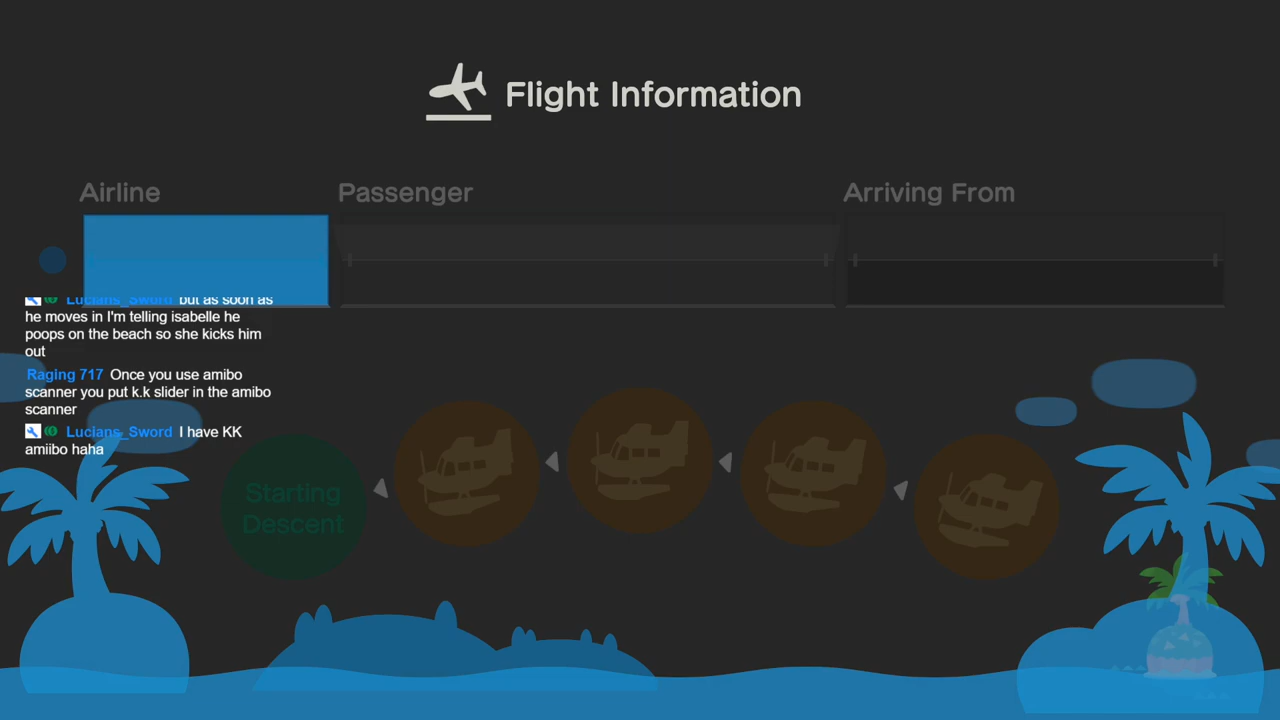 Flight Information
Airline Passenger Arriving From
Lucians_Sword but as soon as
he moves in I'm telling isabelle he
poops on the beach so she kicks him
out
Raging 717 Once you use amibo
scanner you put k.k slider in the amibo
scanner
Lucians_Sword I have KK
amiibo haha
Starting
Descent